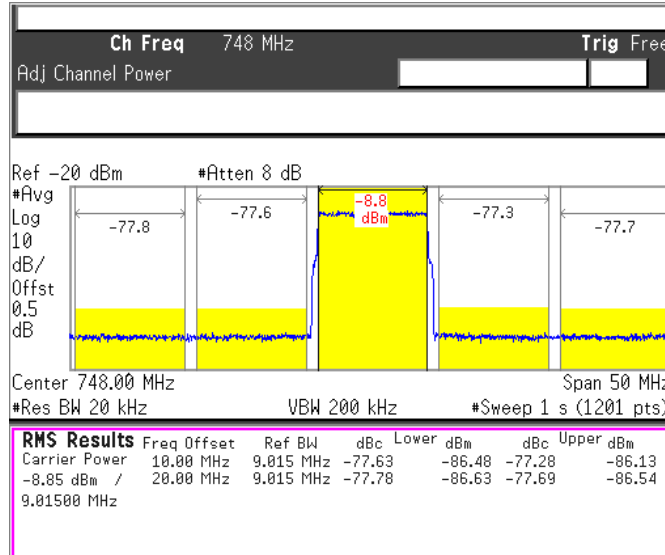 Ch Freq 748 MHz Trig Free
Adj Channel Power
Ref -20 dBm #Atten 8 dB
#Avg
Log
10
dB/
Offst
0.5
dB
-77.8 -77.6 -8.8 dBm -77.3 -77.7
Center 748.00 MHz Span 50 MHz
#Res BW 20 kHz VBW 200 kHz #Sweep 1 s (1201 pts)
RMS Results Freq Offset Ref BW dBc Lower dBm dBc Upper dBm
Carrier Power 10.00 MHz 9.015 MHz -77.63 -86.48 -77.28 -86.13
-8.85 dBm / 20.00 MHz 9.015 MHz -77.78 -86.63 -77.69 -86.54
9.01500 MHz